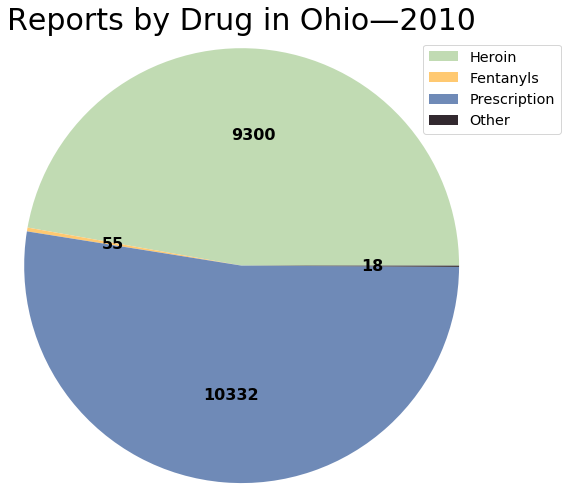 Reports by Drug in Ohio—2010
Heroin
Fentanyls
Prescription
Other
9300
55
18
10332